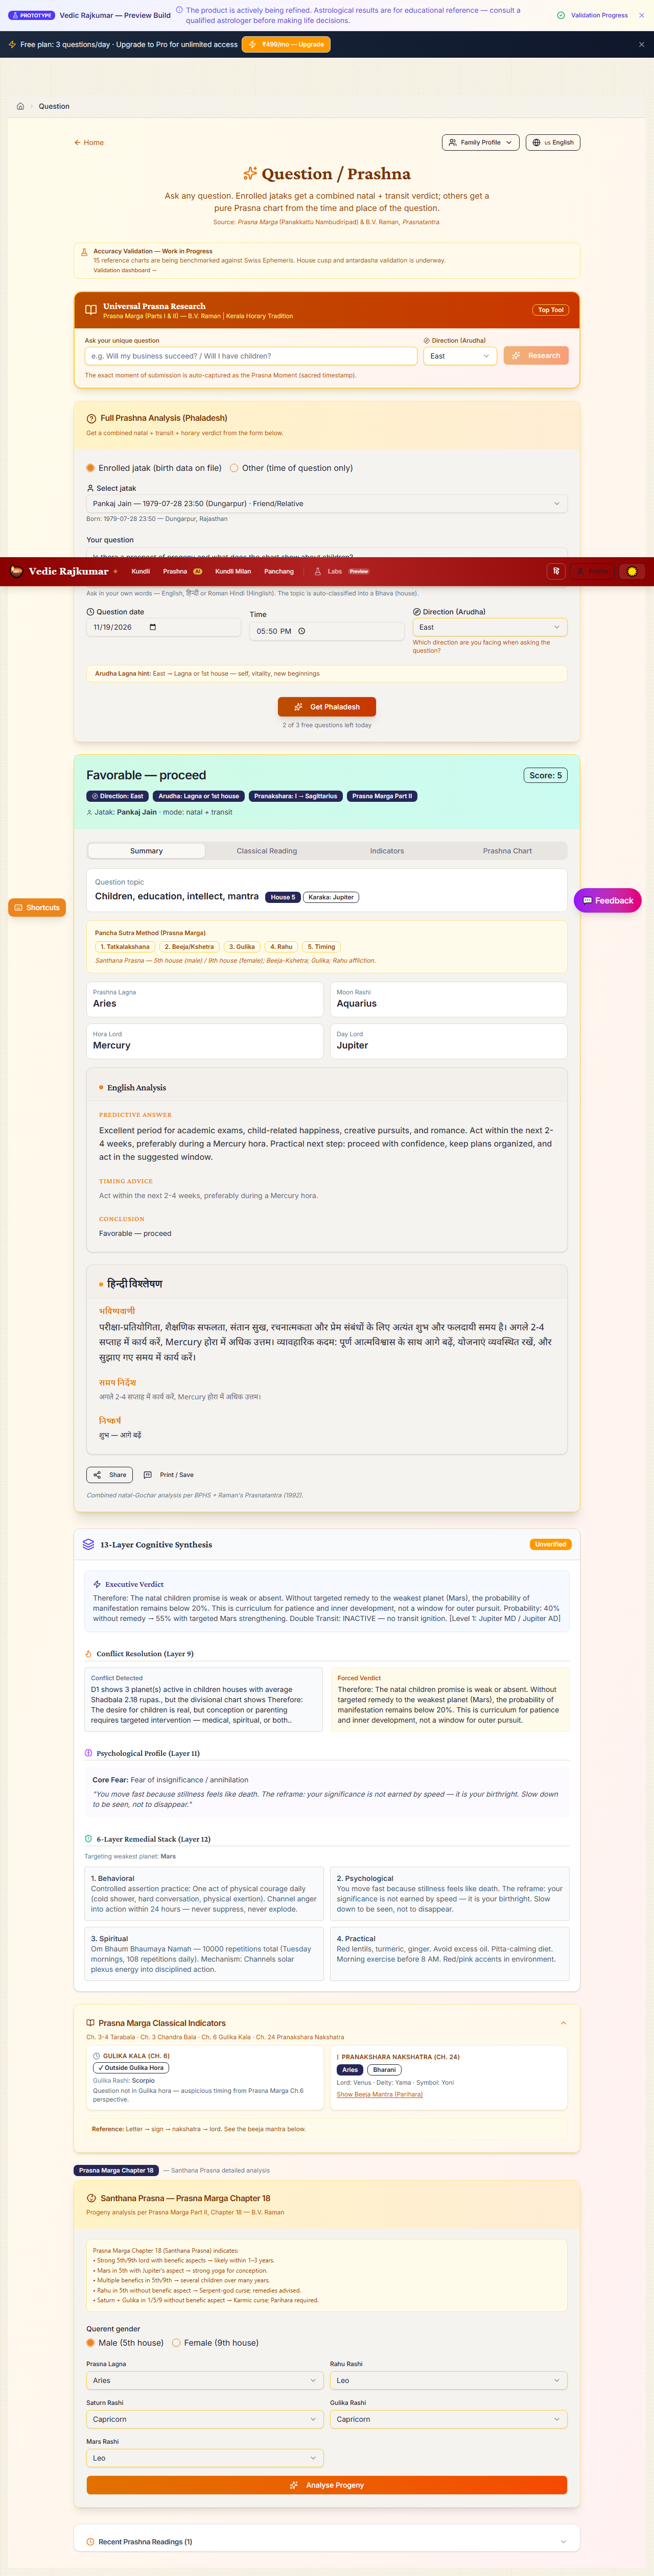 PROTOTYPE Vedic Rajkumar — Preview Build
The product is actively being refined. Astrological results are for educational reference — consult a
qualified astrologer before making life decisions.
Validation Progress
Free plan: 3 questions/day · Upgrade to Pro for unlimited access ₹499/mo — Upgrade
Question
Home
Family Profile
us English
Question / Prashna
Ask any question. Enrolled jataks get a combined natal + transit verdict; others get a
pure Prasna chart from the time and place of the question.
Source: Prasna Marga (Panakkattu Nambudiripad) & B.V. Raman, Prasnatantra
Accuracy Validation — Work in Progress
15 reference charts are being benchmarked against Swiss Ephemeris. House cusp and antardasha validation is underway.
Validation dashboard →
Universal Prasna Research
Prasna Marga (Parts I & II) — B.V. Raman | Kerala Horary Tradition
Top Tool
Ask your unique question
Direction (Arudha)
e.g. Will my business succeed? / Will I have children?
East
Research
The exact moment of submission is auto-captured as the Prasna Moment (sacred timestamp).
Full Prashna Analysis (Phaladesh)
Get a combined natal + transit + horary verdict from the form below.
Enrolled jatak (birth data on file)
Other (time of question only)
Select jatak
Pankaj Jain — 1979-07-28 23:50 (Dungarpur) · Friend/Relative
Born: 1979-07-28 23:50 — Dungarpur, Rajasthan
Your question
Vedic Rajkumar
Kundli
Prashna AI
Kundli Milan
Panchang
Labs Preview
हि
Ask in your own words — English, हिन्दी or Roman Hindi (Hinglish). The topic is auto-classified into a Bhava (house).
Question date
Time
Direction (Arudha)
11/19/2026
05:50 PM
East
Which direction are you facing when asking the
question?
Arudha Lagna hint: East → Lagna or 1st house — self, vitality, new beginnings
Get Phaladesh
2 of 3 free questions left today
Favorable — proceed
Score: 5
Direction: East
Arudha: Lagna or 1st house
Pranakshara: I → Sagittarius
Prasna Marga Part II
Jatak: Pankaj Jain · mode: natal + transit
Summary
Classical Reading
Indicators
Prashna Chart
Shortcuts
Feedback
Question topic
Children, education, intellect, mantra House 5 Karaka: Jupiter
Pancha Sutra Method (Prasna Marga)
1. Tatkalakshana
2. Beeja/Kshetra
3. Gulika
4. Rahu
5. Timing
Santhana Prasna — 5th house (male) / 9th house (female); Beeja-Kshetra; Gulika; Rahu affliction.
Prashna Lagna
Aries
Moon Rashi
Aquarius
Hora Lord
Mercury
Day Lord
Jupiter
English Analysis
PREDICTIVE ANSWER
Excellent period for academic exams, child-related happiness, creative pursuits, and romance. Act within the next 2-
4 weeks, preferably during a Mercury hora. Practical next step: proceed with confidence, keep plans organized, and
act in the suggested window.
TIMING ADVICE
Act within the next 2-4 weeks, preferably during a Mercury hora.
CONCLUSION
Favorable — proceed
हिन्दी विश्लेषण
भविष्यवाणी
परीक्षा-प्रतियोगिता, शैक्षणिक सफलता, संतान सुख, रचनात्मकता और प्रेम संबंधों के लिए अत्यंत शुभ और फलदायी समय है। अगले 2-4
सप्ताह में कार्य करें, Mercury होरा में अधिक उत्तम। व्यावहारिक कदम: पूर्ण आत्मविश्वास के साथ आगे बढ़ें, योजनाएं व्यवस्थित रखें, और
सुझाए गए समय में कार्य करें।
समय निर्देश
अगले 2-4 सप्ताह में कार्य करें, Mercury होरा में अधिक उत्तम।
निष्कर्ष
शुभ — आगे बढ़ें
Share
Print / Save
Combined natal-Gochar analysis per BPHS + Raman's Prasnatantra (1992).
13-Layer Cognitive Synthesis
Unverified
Executive Verdict
Therefore: The natal children promise is weak or absent. Without targeted remedy to the weakest planet (Mars), the probability of
manifestation remains below 20%. This is curriculum for patience and inner development, not a window for outer pursuit. Probability: 40%
without remedy → 55% with targeted Mars strengthening. Double Transit: INACTIVE — no transit ignition. [Level 1: Jupiter MD / Jupiter AD]
Conflict Resolution (Layer 9)
Conflict Detected
D1 shows 3 planet(s) active in children houses with average
Shadbala 2.18 rupas., but the divisional chart shows Therefore:
The desire for children is real, but conception or parenting
requires targeted intervention — medical, spiritual, or both..
Forced Verdict
Therefore: The natal children promise is weak or absent. Without
targeted remedy to the weakest planet (Mars), the probability of
manifestation remains below 20%. This is curriculum for patience
and inner development, not a window for outer pursuit.
Psychological Profile (Layer 11)
Core Fear: Fear of insignificance / annihilation
"You move fast because stillness feels like death. The reframe: your significance is not earned by speed — it is your birthright. Slow down
to be seen, not to disappear."
6-Layer Remedial Stack (Layer 12)
Targeting weakest planet: Mars
1. Behavioral
Controlled assertion practice: One act of physical courage daily
(cold shower, hard conversation, physical exertion). Channel anger
into action within 24 hours — never suppress, never explode.
2. Psychological
You move fast because stillness feels like death. The reframe: your
significance is not earned by speed — it is your birthright. Slow
down to be seen, not to disappear.
3. Spiritual
Om Bhaum Bhaumaya Namah — 10000 repetitions total (Tuesday
mornings, 108 repetitions daily). Mechanism: Channels solar
plexus energy into disciplined action.
4. Practical
Red lentils, turmeric, ginger. Avoid excess oil. Pitta-calming diet.
Morning exercise before 8 AM. Red/pink accents in environment.
Prasna Marga Classical Indicators
Ch. 3-4 Tarabala · Ch. 3 Chandra Bala · Ch. 6 Gulika Kala · Ch. 24 Pranakshara Nakshatra
GULIKA KALA (CH. 6)
✓ Outside Gulika Hora
Gulika Rashi: Scorpio
Question not in Gulika hora — auspicious timing from Prasna Marga Ch.6
perspective.
I PRANAKSHARA NAKSHATRA (CH. 24)
Aries
Bharani
Lord: Venus · Deity: Yama · Symbol: Yoni
Show Beeja Mantra (Parihara)
Reference: Letter → sign → nakshatra → lord. See the beeja mantra below.
Prasna Marga Chapter 18 — Santhana Prasna detailed analysis
Santhana Prasna — Prasna Marga Chapter 18
Progeny analysis per Prasna Marga Part II, Chapter 18 — B.V. Raman
Prasna Marga Chapter 18 (Santhana Prasna) indicates:
• Strong 5th/9th lord with benefic aspects → likely within 1–3 years.
• Mars in 5th with Jupiter's aspect → strong yoga for conception.
• Multiple benefics in 5th/9th → several children over many years.
• Rahu in 5th without benefic aspect → Serpent-god curse; remedies advised.
• Saturn + Gulika in 1/5/9 without benefic aspect → Karmic curse; Parihara required.
Querent gender
Male (5th house)
Female (9th house)
Prasna Lagna
Aries
Rahu Rashi
Leo
Saturn Rashi
Capricorn
Gulika Rashi
Capricorn
Mars Rashi
Leo
Analyse Progeny
Recent Prashna Readings (1)